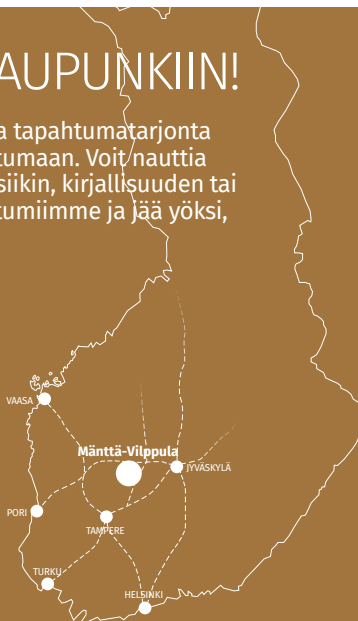 AUPUNKIIN!
a tapahtumatarjonta
tumaan. Voit nauttia
siikin, kirjallisuuden tai
tumiimme ja jää yöksi,
VAASA
Mänttä-Vilppula
JYVÄSKYLÄ
PORI
TAMPERE
TURKU
HELSINKI